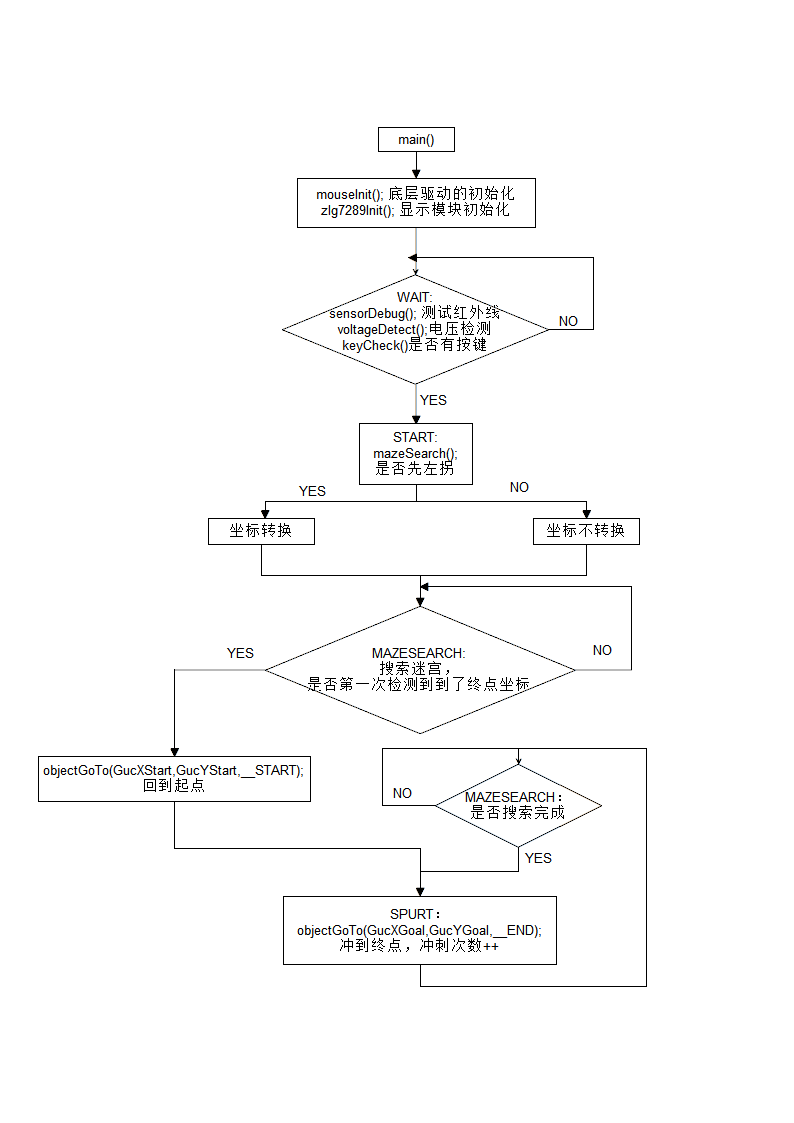 main()
mouseInit(); 底层驱动的初始化
zlg7289Init(); 显示模块初始化
WAIT:
sensorDebug(); 测试红外线
voltageDetect();电压检测
keyCheck()是否有按键
NO
YES
START:
mazeSearch();
是否先左拐
YES
NO
坐标转换
坐标不转换
YES
MAZESEARCH:
搜索迷宫，
是否第一次检测到到了终点坐标
NO
objectGoTo(GucXStart,GucYStart,__START);
回到起点
NO
MAZESEARCH：
是否搜索完成
YES
SPURT：
objectGoTo(GucXGoal,GucYGoal,__END);
冲到终点，冲刺次数++